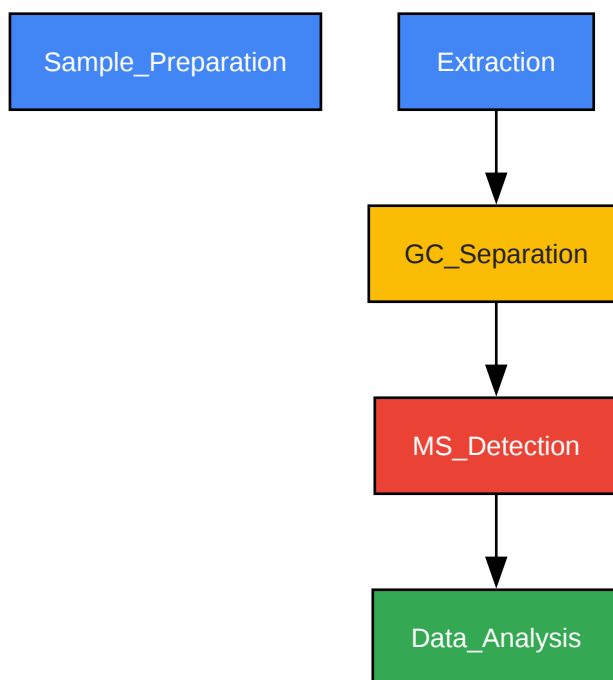 Sample_Preparation
Extraction
GC_Separation
MS_Detection
Data_Analysis